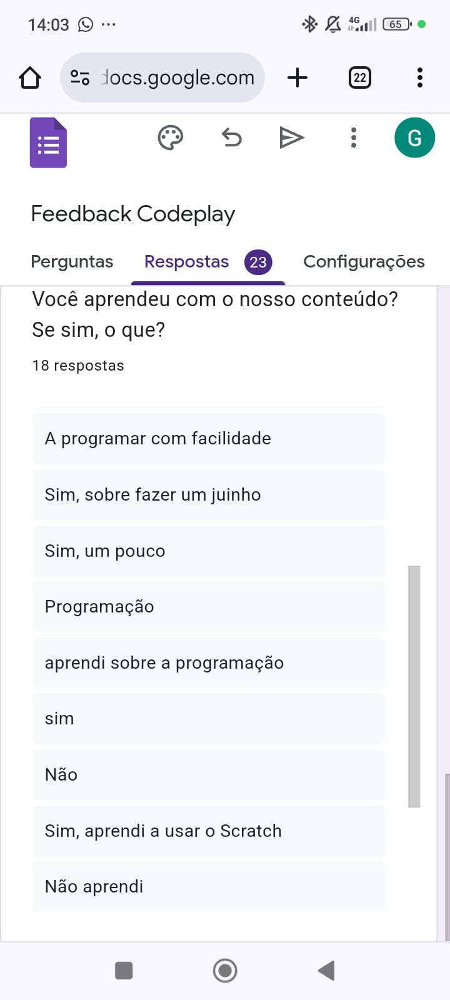 14:03
4G
65
docs.google.com
22
G
Feedback Codeplay
Perguntas
Respostas
23
Configurações
Você aprendeu com o nosso conteúdo?
Se sim, o que?
18 respostas
A programar com facilidade
Sim, sobre fazer um juinho
Sim, um pouco
Programação
aprendi sobre a programação
sim
Não
Sim, aprendi a usar o Scratch
Não aprendi